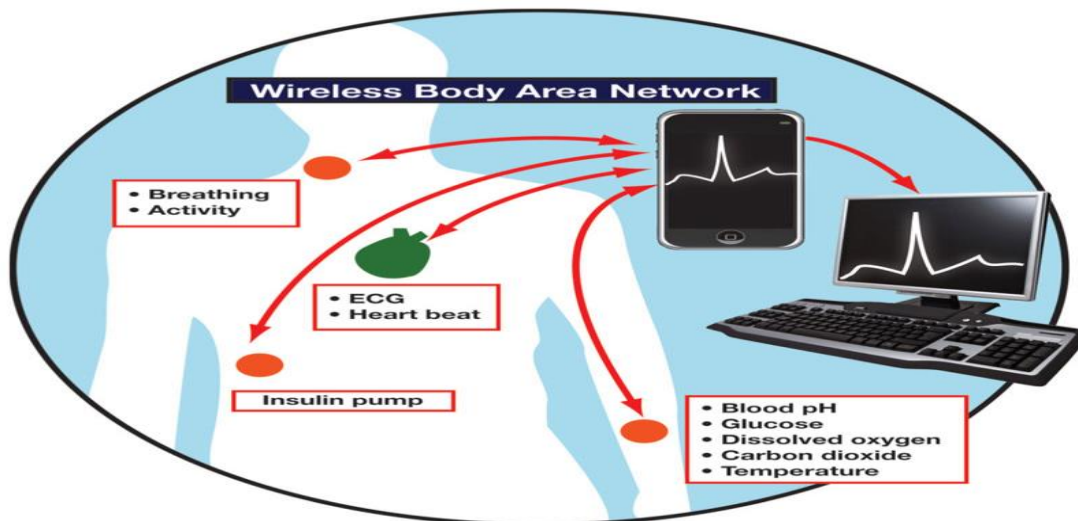 Wireless Body Area Network
• Breathing
• Activity
• ECG
• Heart beat
Insulin pump
• Blood pH
• Glucose
• Dissolved oxygen
• Carbon dioxide
• Temperature